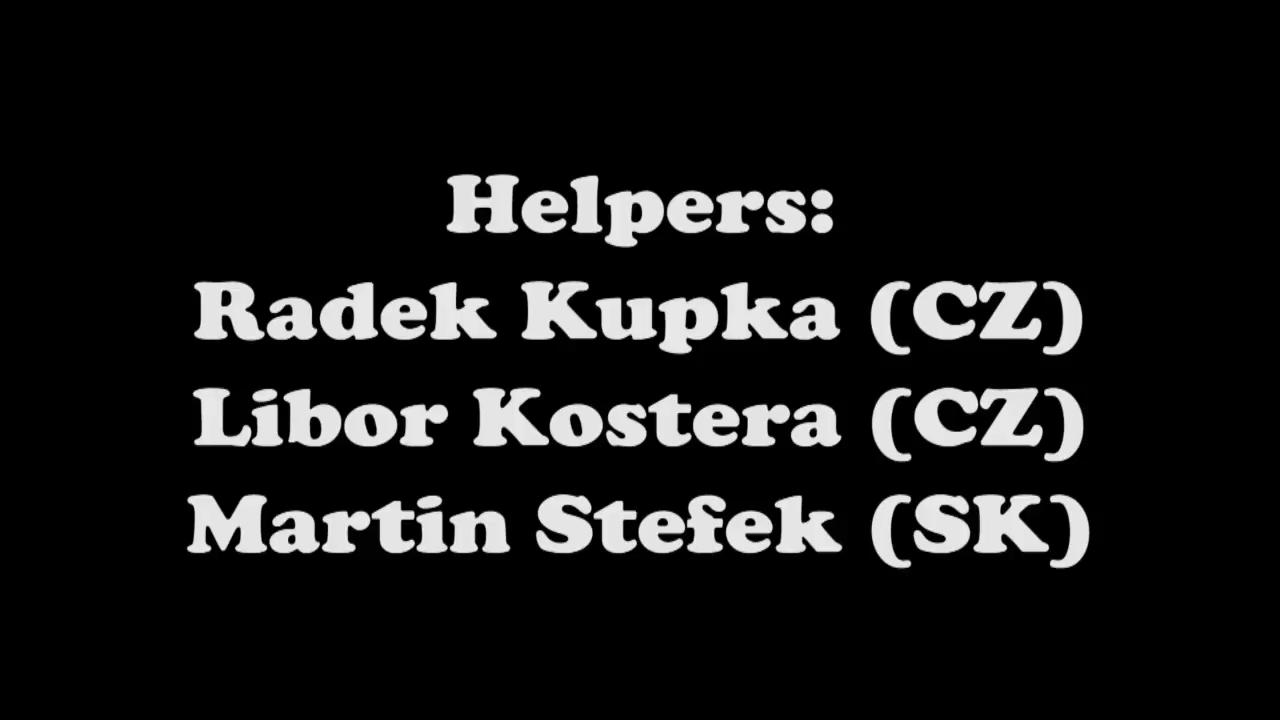 Helpers:
Radek Kupka (CZ)
Libor Kostera (CZ)
Martin Stefek (SK)